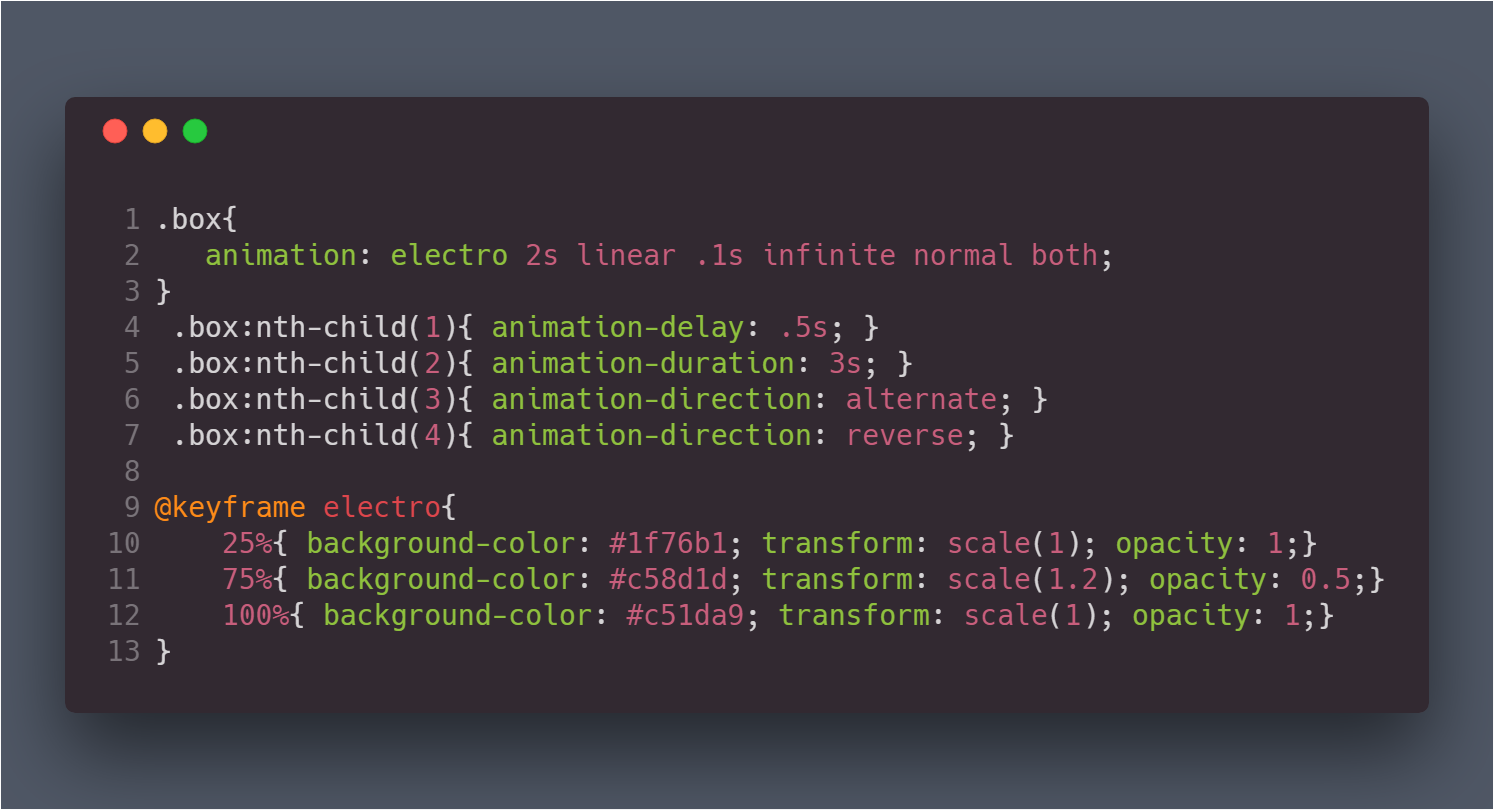 1 .box{
2    animation: electro 2s linear .1s infinite normal both;
3 }
4  .box:nth-child(1){ animation-delay: .5s; }
5  .box:nth-child(2){ animation-duration: 3s; }
6  .box:nth-child(3){ animation-direction: alternate; }
7  .box:nth-child(4){ animation-direction: reverse; }
8
9 @keyframe electro{
10     25%{ background-color: #1f76b1; transform: scale(1); opacity: 1;}
11     75%{ background-color: #c58d1d; transform: scale(1.2); opacity: 0.5;}
12     100%{ background-color: #c51da9; transform: scale(1); opacity: 1;}
13 }